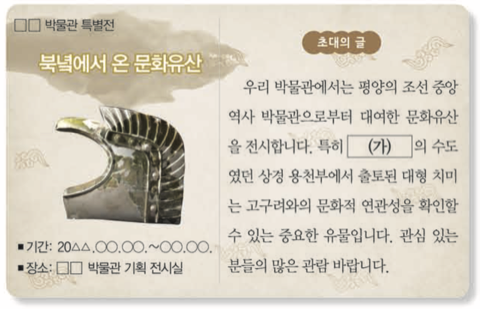 □□ 박물관 특별전
북녘에서 온 문화유산
■ 기간: 20△△.○○.○○.~○○.○○.
■ 장소: □□ 박물관 기획 전시실
초대의 글
우리 박물관에서는 평양의 조선 중앙
역사 박물관으로부터 대여한 문화유산
을 전시합니다. 특히 (가) 의 수도
였던 상경 용천부에서 출토된 대형 치미
는 고구려와의 문화적 연관성을 확인할
수 있는 중요한 유물입니다. 관심 있는
분들의 많은 관람 바랍니다.